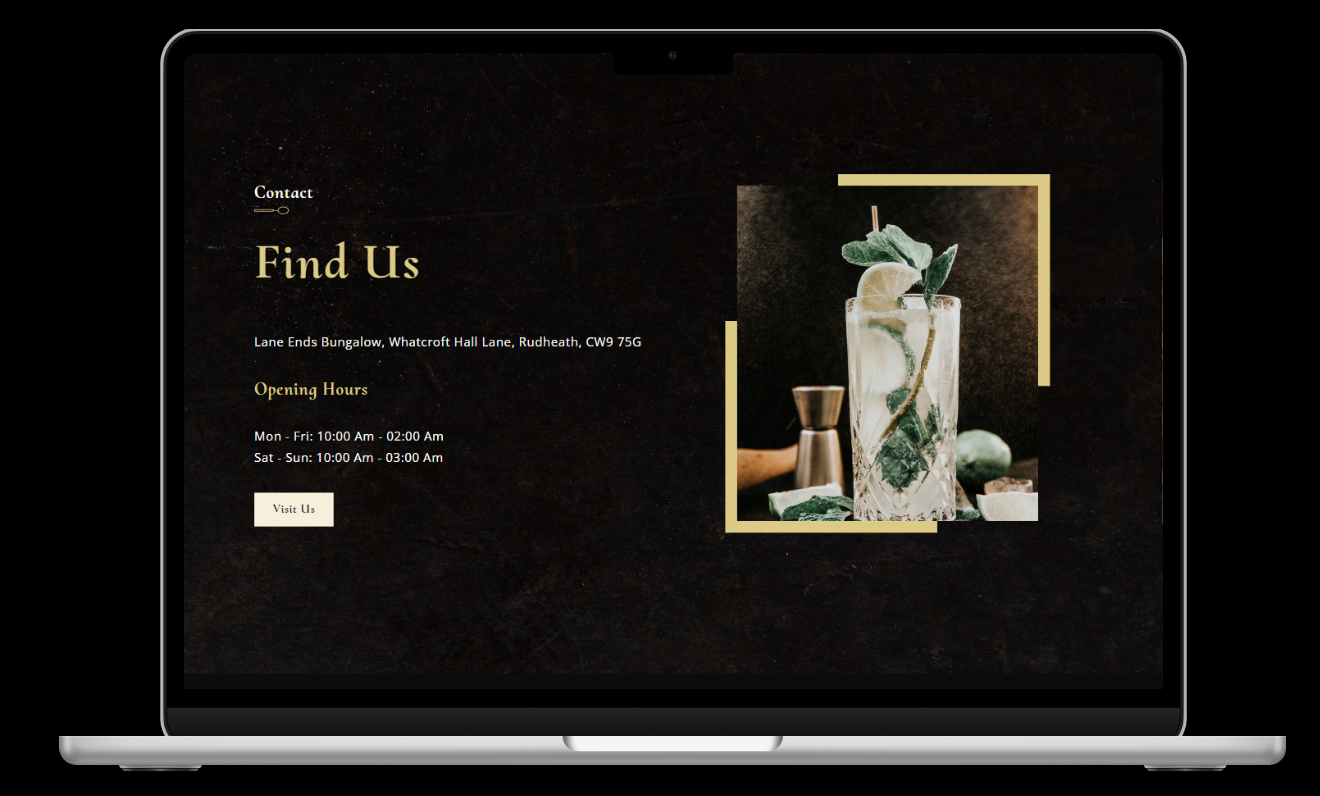 Contact
Find Us
Lane Ends Bungalow, Whatcroft Hall Lane, Rudheath, CW9 75G
Opening Hours
Mon - Fri: 10:00 Am - 02:00 Am
Sat - Sun: 10:00 Am - 03:00 Am
Visit Us